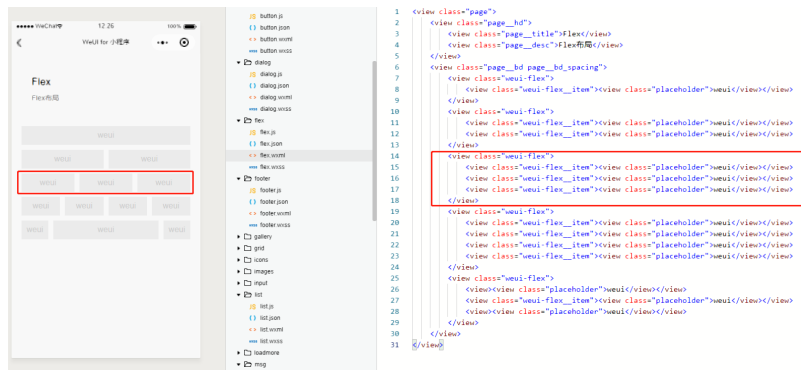 ●●●●● WeChat 12:26 100%
WeUI for 小程序
Flex
Flex布局
weui
weui weui
weui weui weui
weui weui weui weui
weui weui weui
button.js
button.json
button.wxml
button.wxss
dialog
dialog.js
dialog.json
dialog.wxml
dialog.wxss
flex
flex.js
flex.json
flex.wxml
flex.wxss
footer
footer.js
footer.json
footer.wxml
footer.wxss
gallery
grid
icons
images
input
list
list.js
list.json
list.wxml
list.wxss
loadmore
msg
1 <view class="page">
2 <view class="page__hd">
3 <view class="page__title">Flex</view>
4 <view class="page__desc">Flex布局</view>
5 </view>
6 <view class="page__bd page__bd_spacing">
7 <view class="weui-flex">
8 <view class="weui-flex__item"><view class="placeholder">weui</view></view>
9 </view>
10 <view class="weui-flex">
11 <view class="weui-flex__item"><view class="placeholder">weui</view></view>
12 <view class="weui-flex__item"><view class="placeholder">weui</view></view>
13 </view>
14 <view class="weui-flex">
15 <view class="weui-flex__item"><view class="placeholder">weui</view></view>
16 <view class="weui-flex__item"><view class="placeholder">weui</view></view>
17 <view class="weui-flex__item"><view class="placeholder">weui</view></view>
18 </view>
19 <view class="weui-flex">
20 <view class="weui-flex__item"><view class="placeholder">weui</view></view>
21 <view class="weui-flex__item"><view class="placeholder">weui</view></view>
22 <view class="weui-flex__item"><view class="placeholder">weui</view></view>
23 <view class="weui-flex__item"><view class="placeholder">weui</view></view>
24 </view>
25 <view class="weui-flex">
26 <view><view class="placeholder">weui</view></view>
27 <view class="weui-flex__item"><view class="placeholder">weui</view></view>
28 <view><view class="placeholder">weui</view></view>
29 </view>
30 </view>
31 </view>